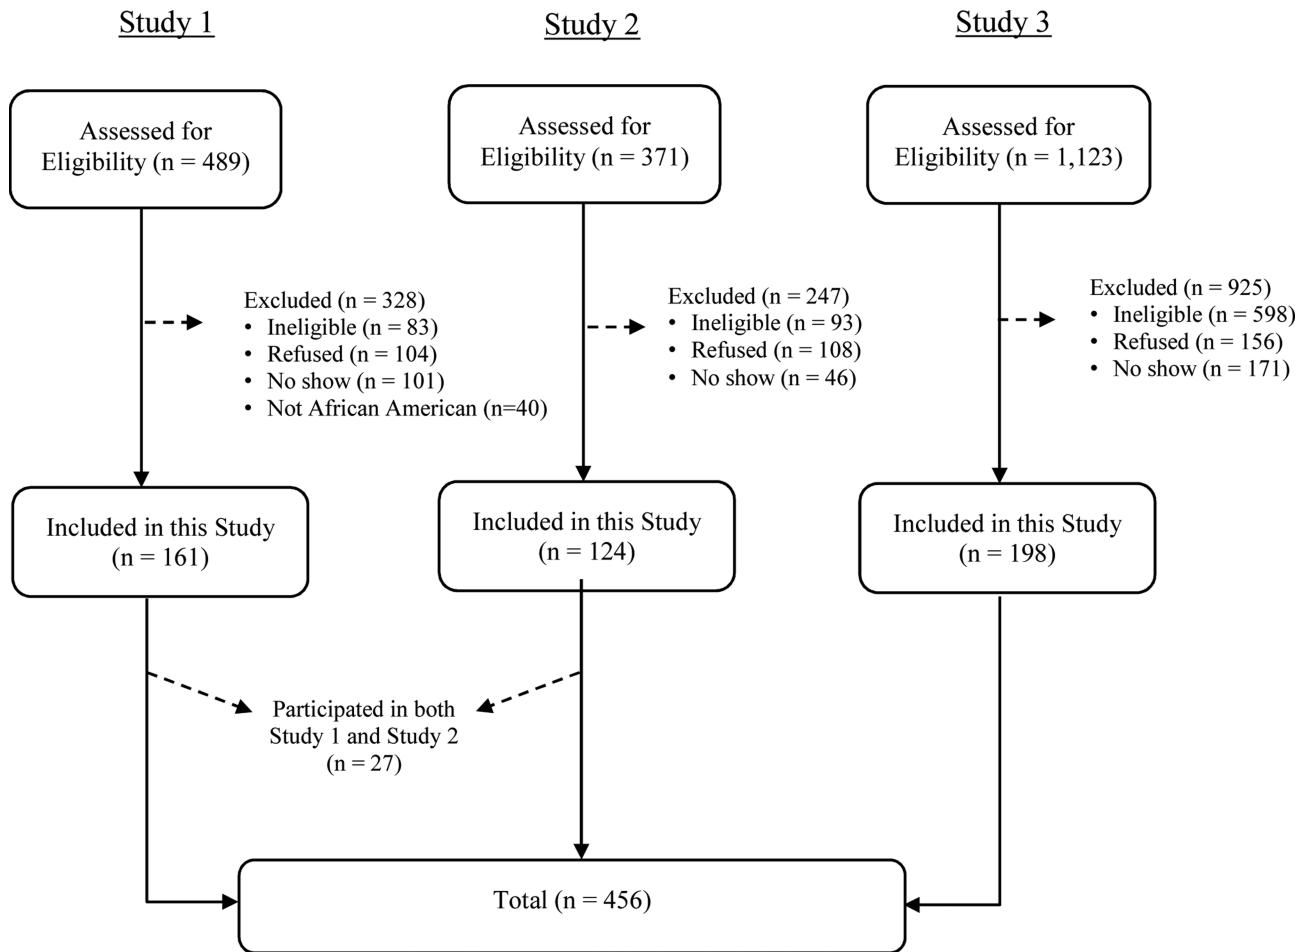 Study 1
Study 2
Study 3
Assessed for
Eligibility (n = 489)
Assessed for
Eligibility (n = 371)
Assessed for
Eligibility (n = 1,123)
Excluded (n = 328)
• Ineligible (n = 83)
• Refused (n = 104)
• No show (n = 101)
• Not African American (n=40)
Excluded (n = 247)
• Ineligible (n = 93)
• Refused (n = 108)
• No show (n = 46)
Excluded (n = 925)
• Ineligible (n = 598)
• Refused (n = 156)
• No show (n = 171)
Included in this Study
(n = 161)
Included in this Study
(n = 124)
Included in this Study
(n = 198)
Participated in both
Study 1 and Study 2
(n = 27)
Total (n = 456)